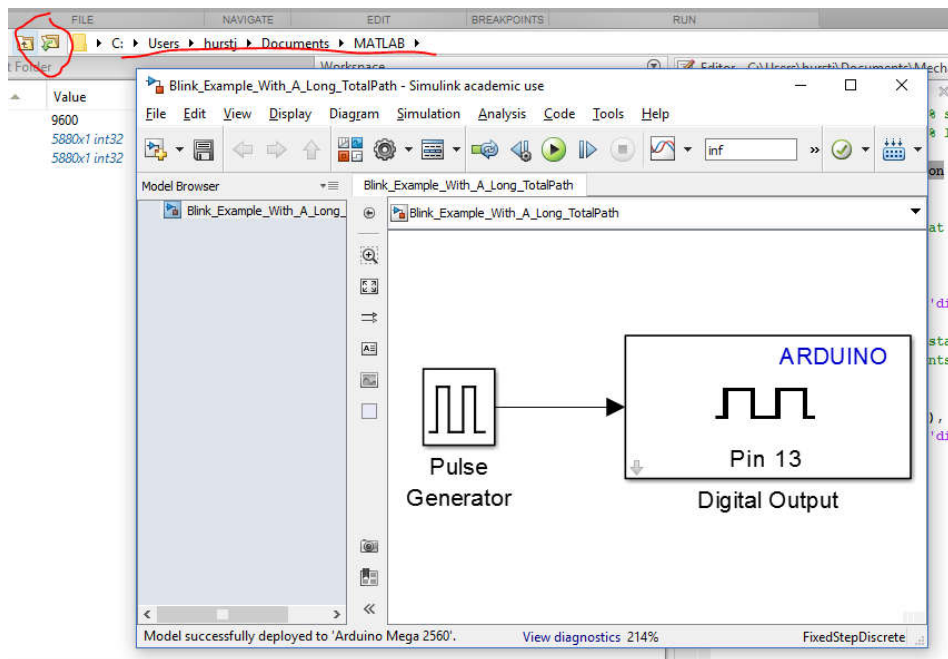 FILE NAVIGATE EDIT BREAKPOINTS RUN
C: Users hurstj Documents MATLAB
Workspace
Value
9600
5880x1 int32
5880x1 int32
Blink_Example_With_A_Long_TotalPath - Simulink academic use
File Edit View Display Diagram Simulation Analysis Code Tools Help
inf
Model Browser
Blink_Example_With_A_Long_TotalPath
Blink_Example_With_A_Long_
Blink_Example_With_A_Long_TotalPath
ARDUINO
Pin 13
Pulse
Generator
Digital Output
Model successfully deployed to 'Arduino Mega 2560'.
View diagnostics 214%
FixedStepDiscrete